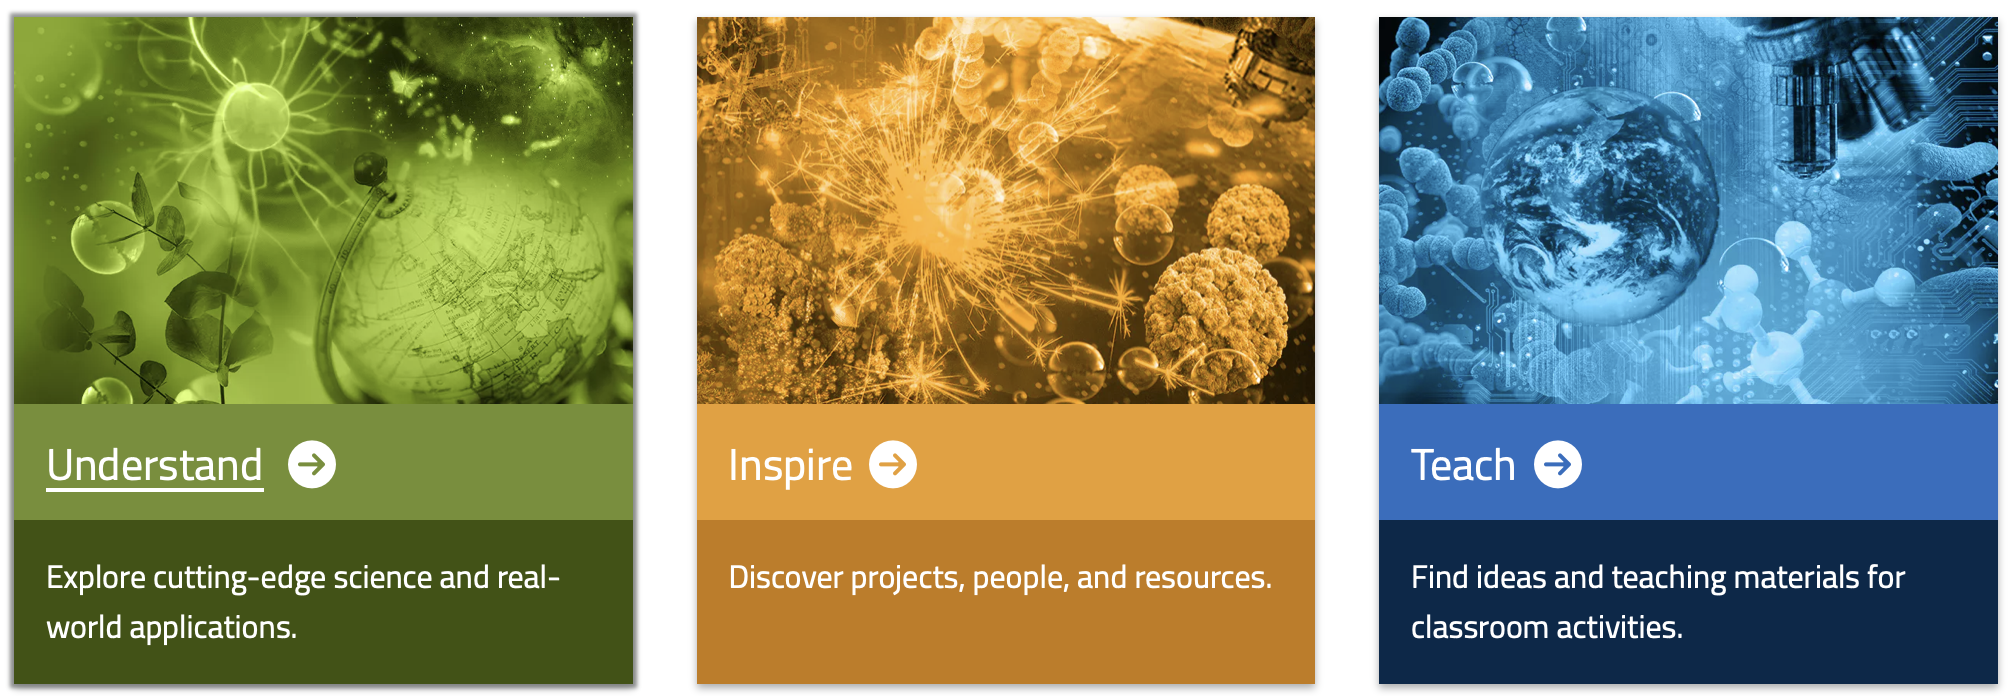 Understand
Explore cutting-edge science and real-
world applications.
Inspire
Discover projects, people, and resources.
Teach
Find ideas and teaching materials for
classroom activities.